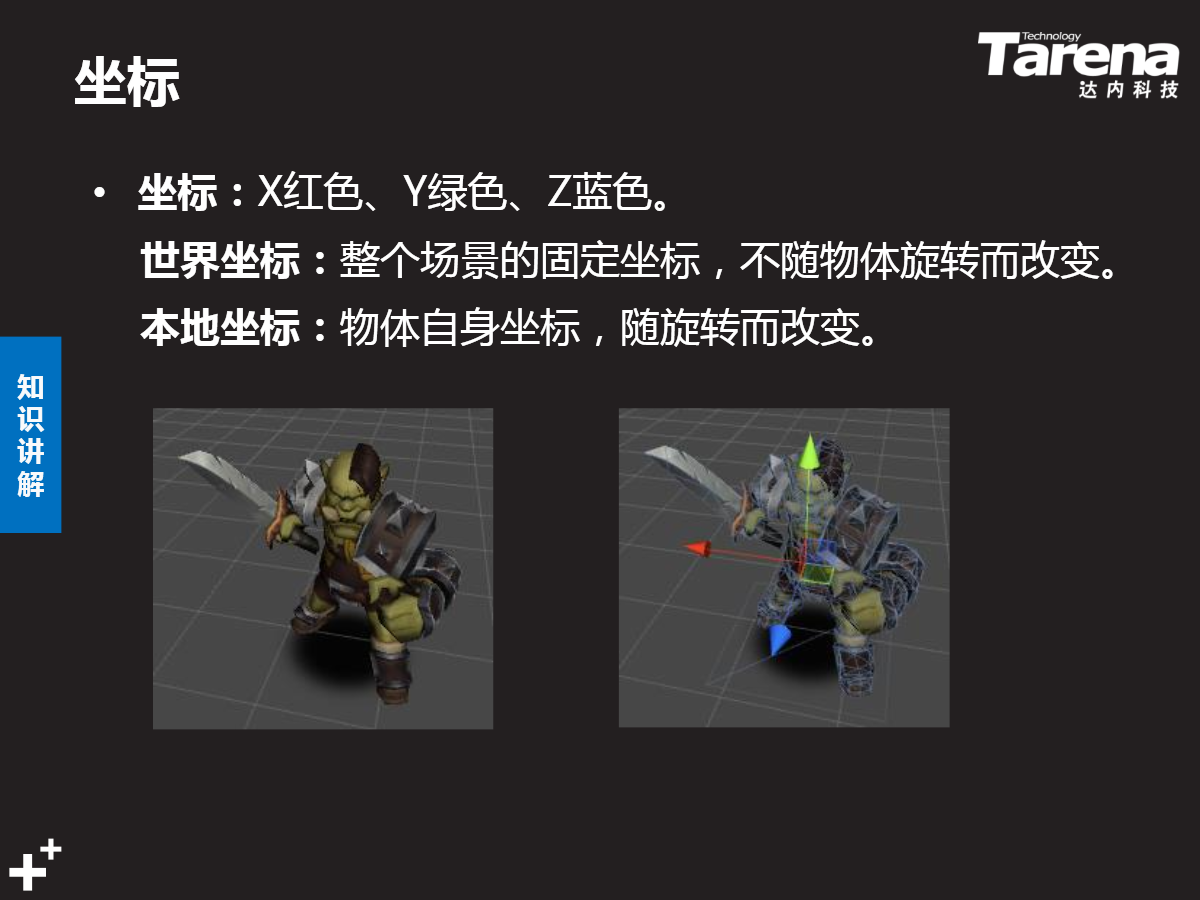 坐标
Technology
Tarena
达内科技
• 坐标：X红色、Y绿色、Z蓝色。
世界坐标：整个场景的固定坐标，不随物体旋转而改变。
本地坐标：物体自身坐标，随旋转而改变。
知识讲解